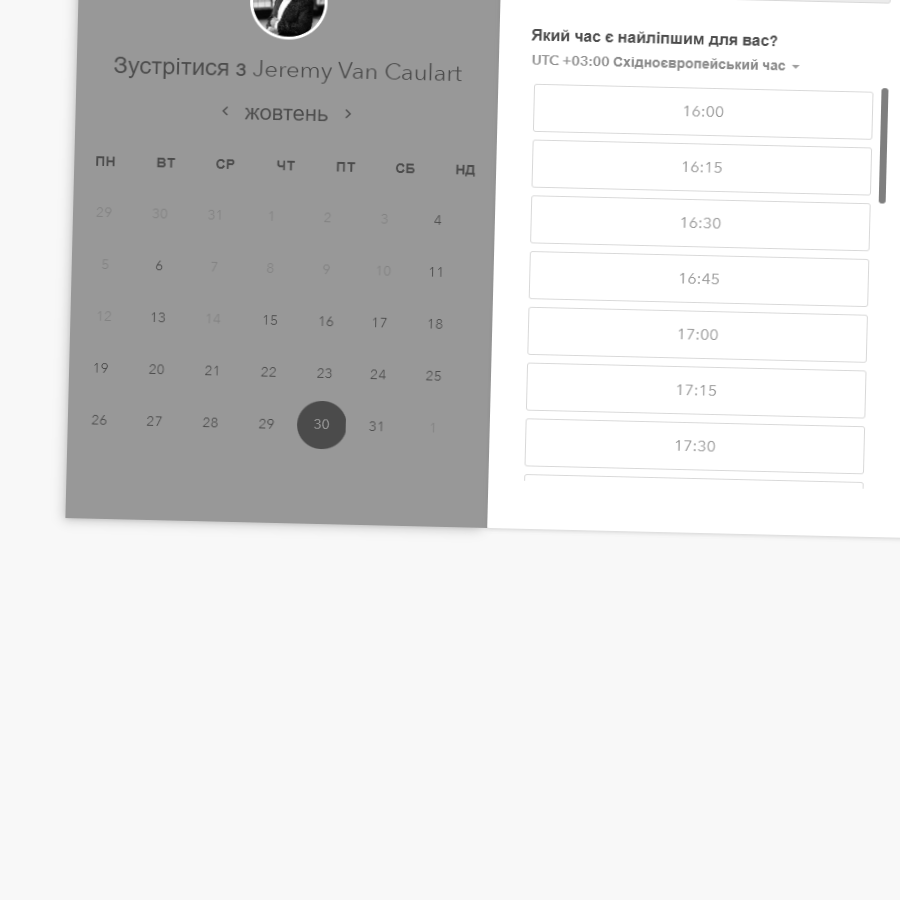 Зустрітися з Jeremy Van Caulart
жовтень
ПН ВТ СР ЧТ ПТ СБ НД
29 30 31 1 2 3 4
5 6 7 8 9 10 11
12 13 14 15 16 17 18
19 20 21 22 23 24 25
26 27 28 29 30 31 1
Який час є найліпшим для вас?
UTC +03:00 Східноєвропейський час
16:00
16:15
16:30
16:45
17:00
17:15
17:30